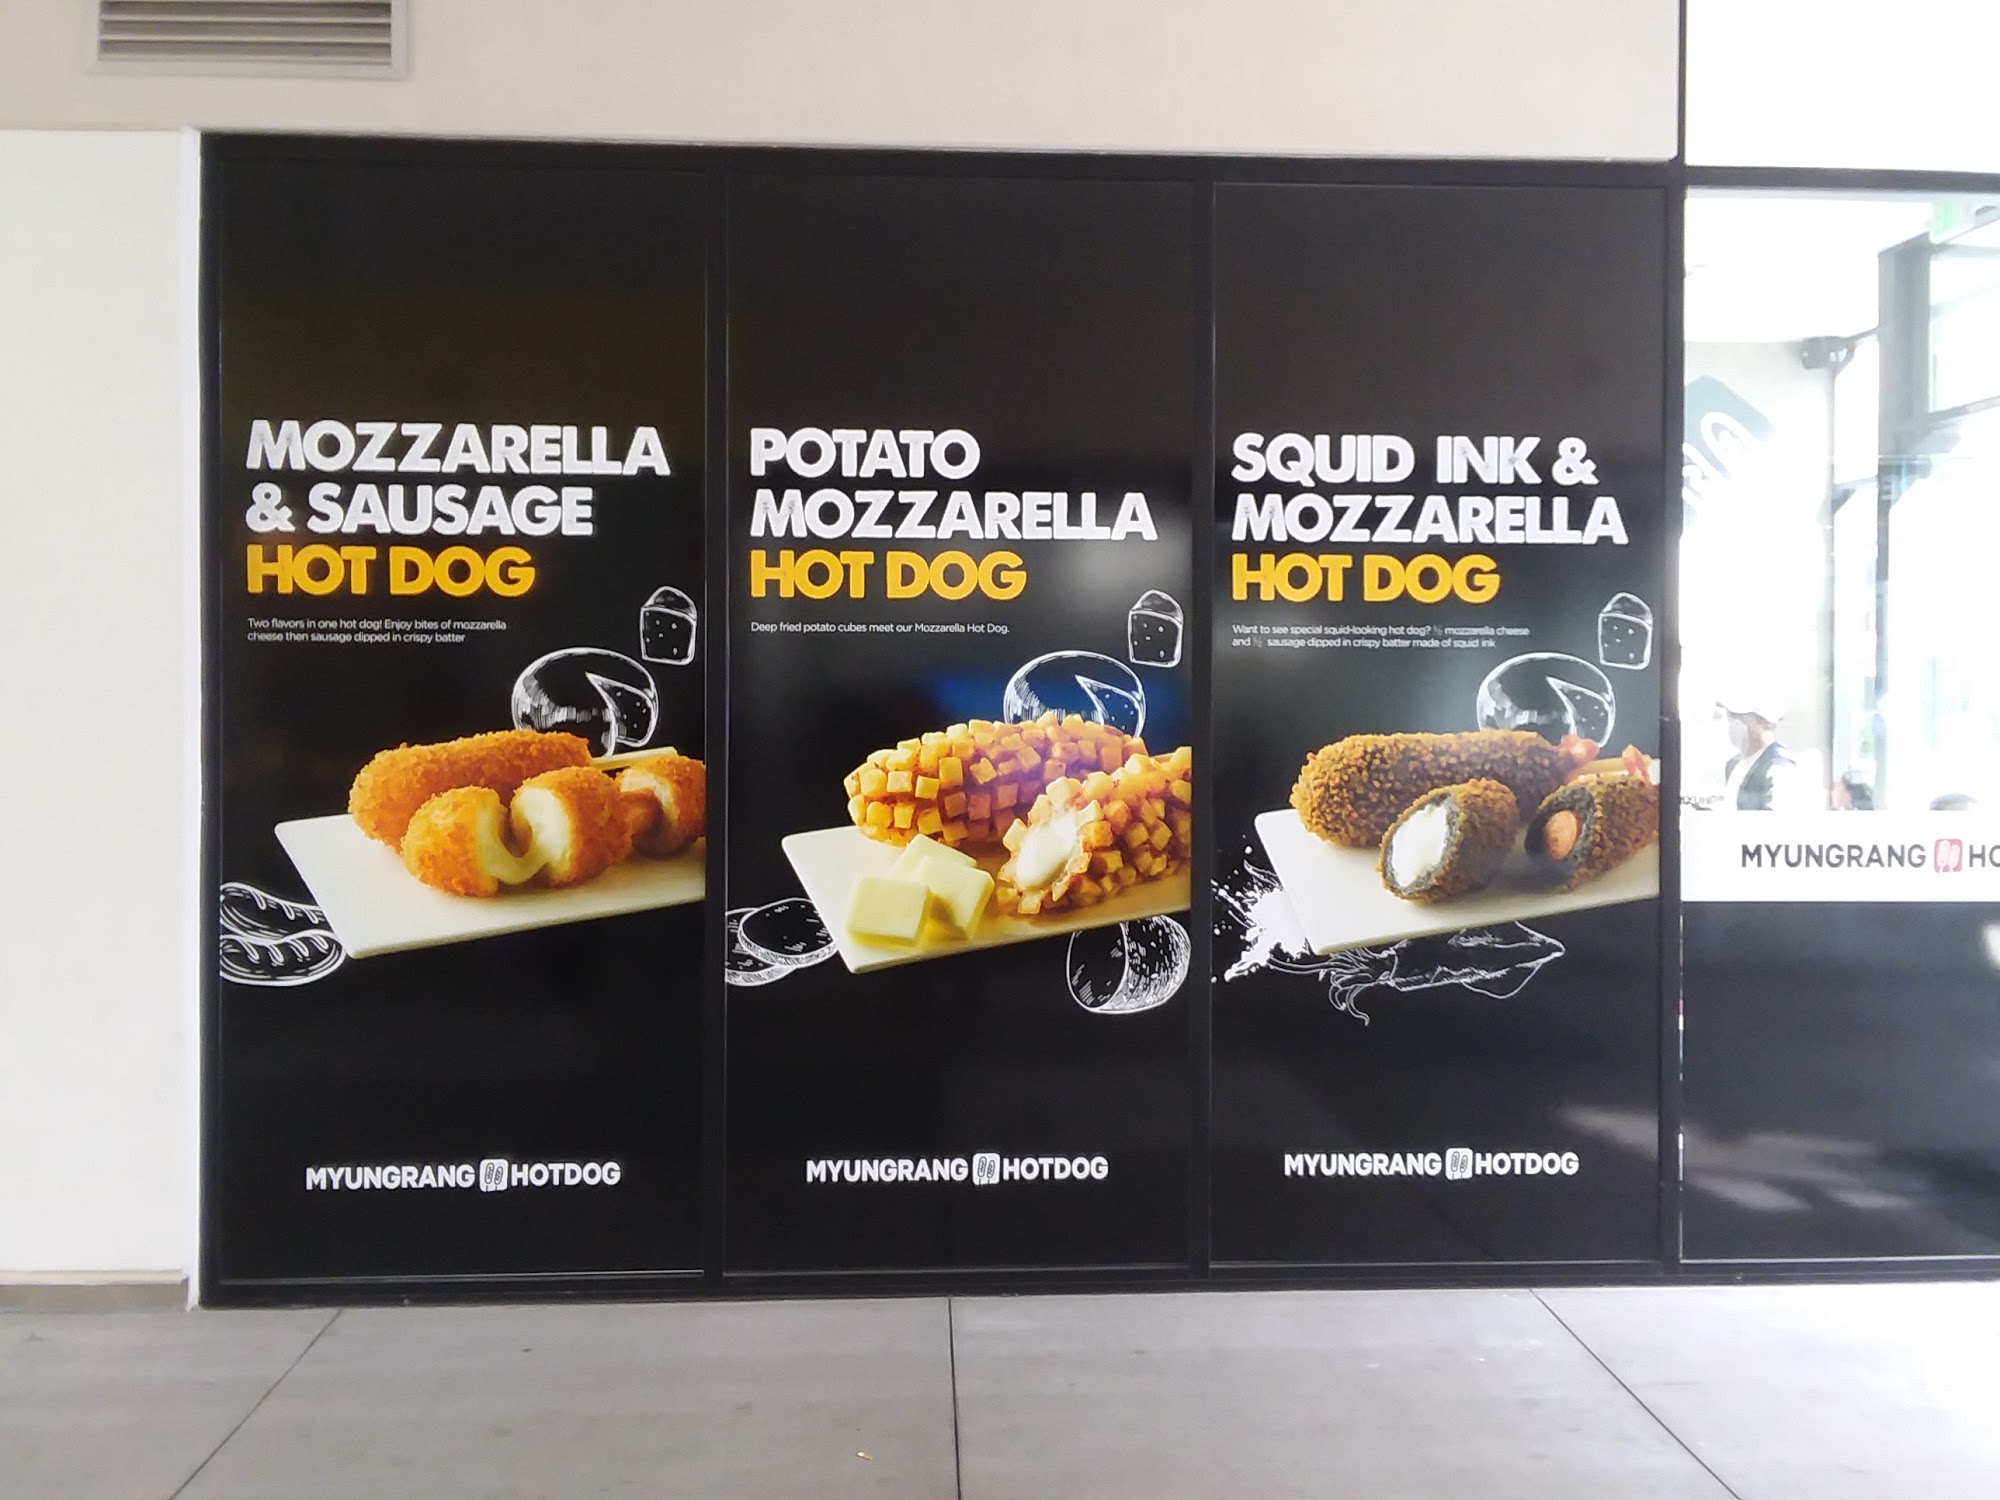 MOZZARELLA
& SAUSAGE
HOT DOG
Two flavors in one hot dog! Enjoy bites of mozzarella
cheese then sausage dipped in crispy batter
MYUNGRANG HOTDOG
POTATO
MOZZARELLA
HOT DOG
Deep fried potato cubes meet our Mozzarella Hot Dog.
MYUNGRANG HOTDOG
SQUID INK &
MOZZARELLA
HOT DOG
Want to see special squid-looking hot dog? ½ mozzarella cheese
and ½ sausage dipped in crispy batter made of squid ink
MYUNGRANG HOTDOG
MYUNGRANG HO